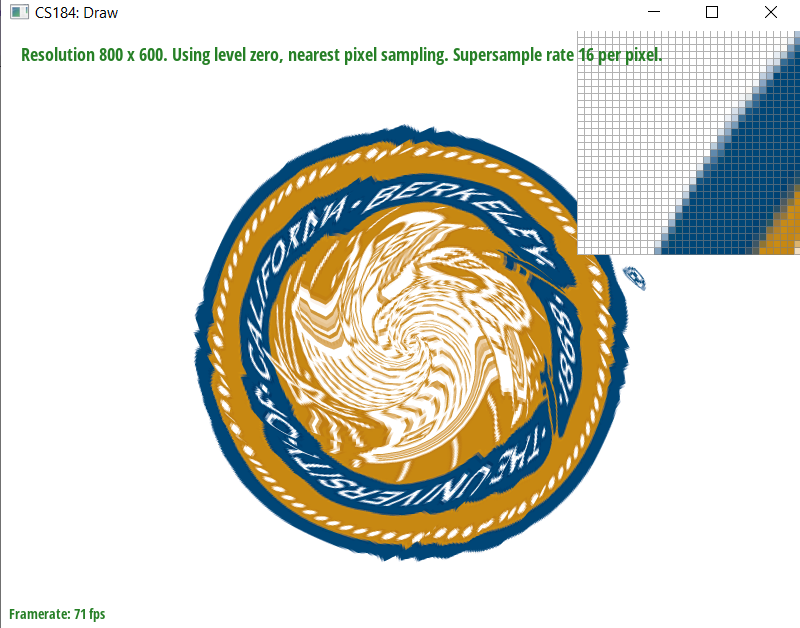 CS184: Draw
Resolution 800 x 600. Using level zero, nearest pixel sampling. Supersample rate 16 per pixel.
·THE UNIVERSITY OF·CALIFORNIA·BERKELEY·1868·
Framerate: 71 fps